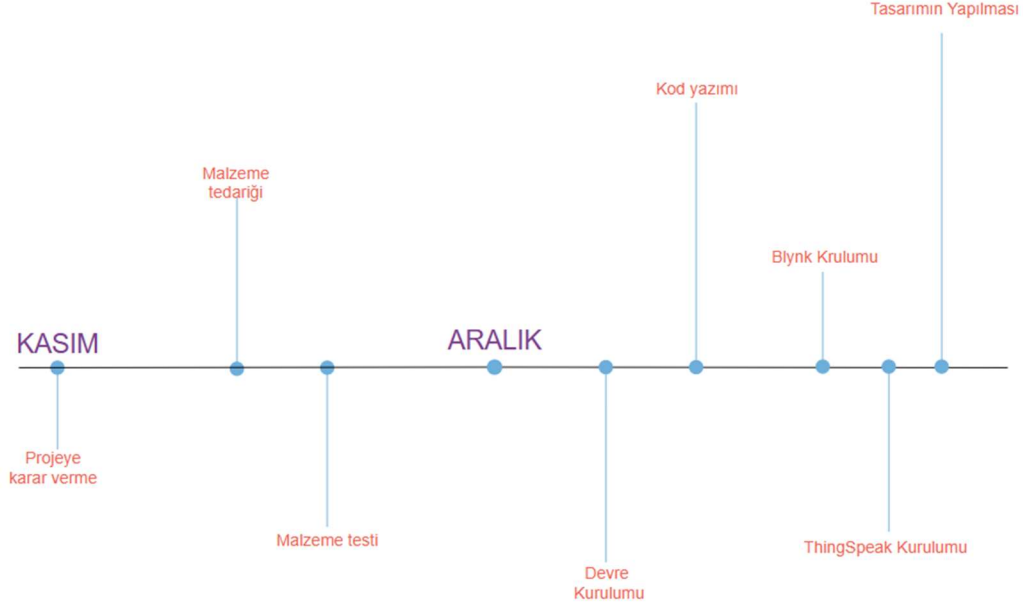 Tasarımın Yapılması
Kod yazımı
Malzeme
tedariği
Blynk Krulumu
KASIM
ARALIK
Projeye
karar verme
Malzeme testi
ThingSpeak Kurulumu
Devre
Kurulumu